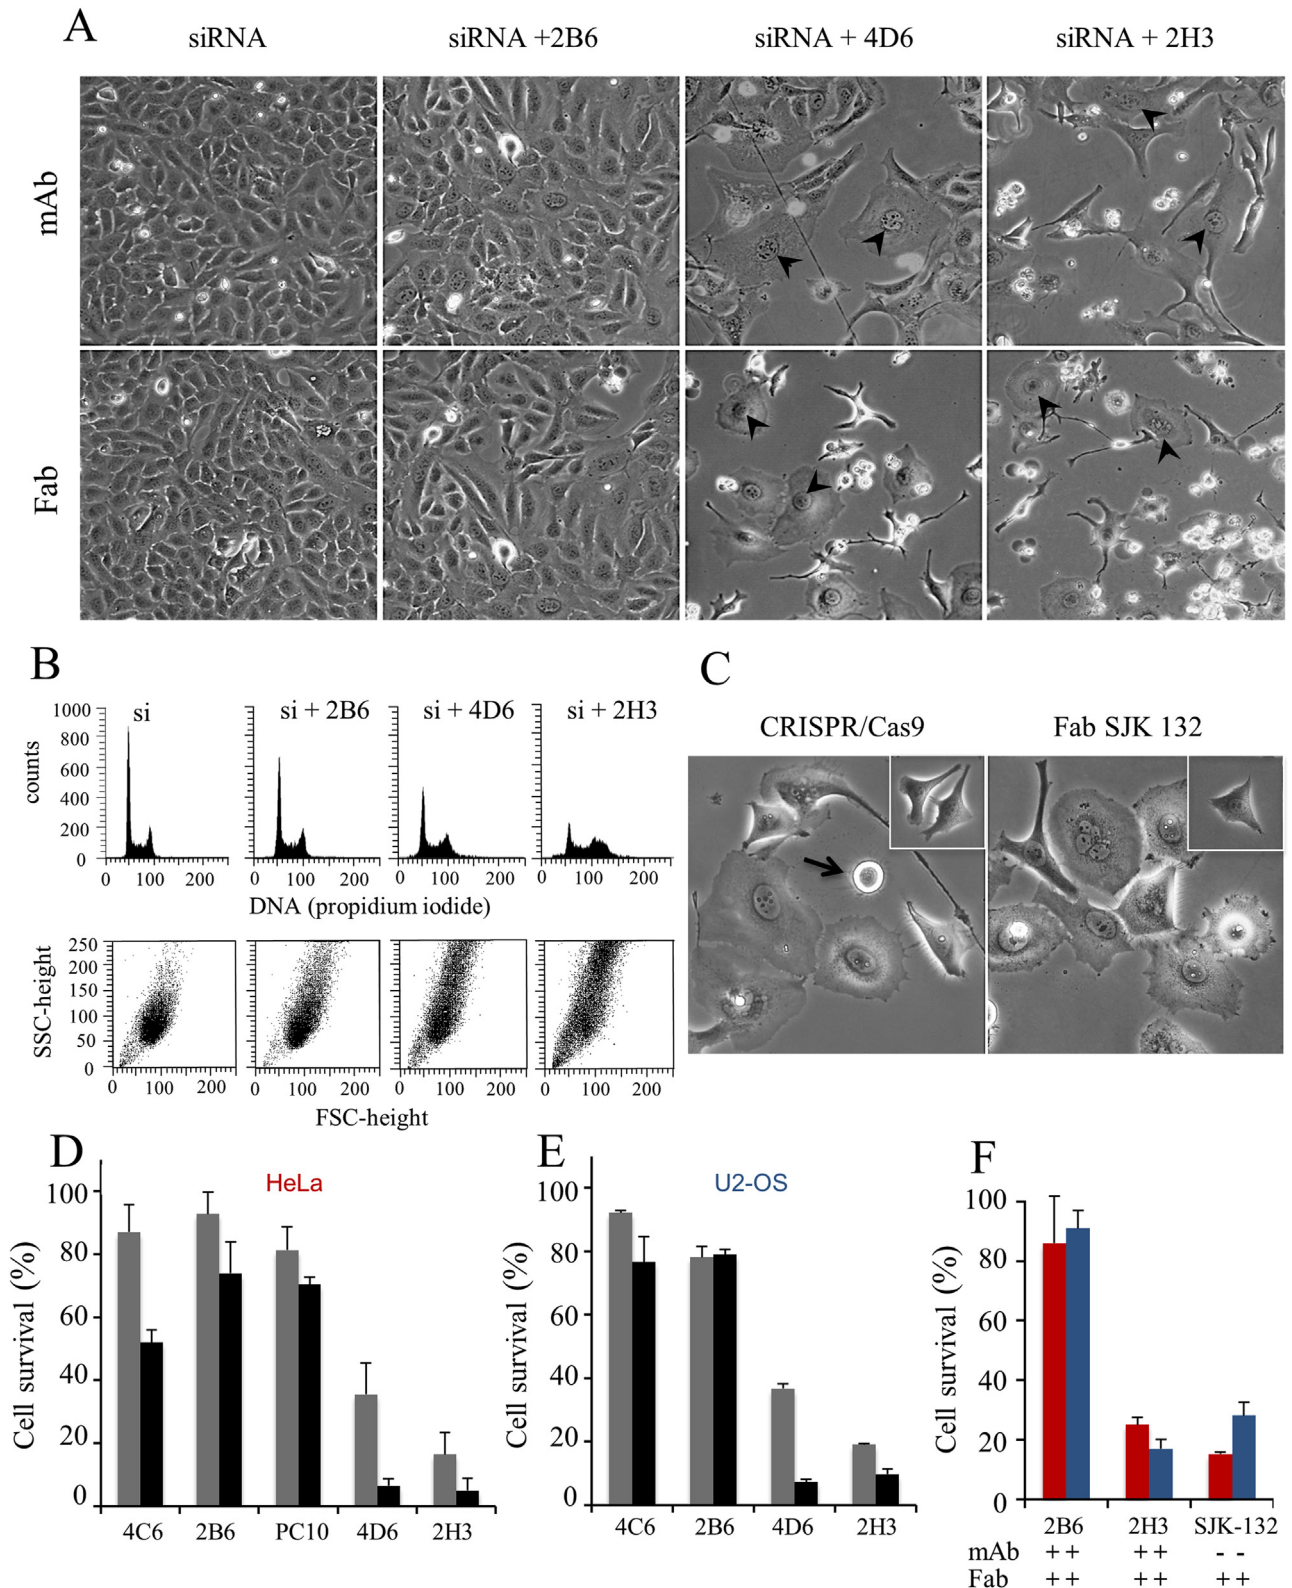 A
siRNA
siRNA +2B6
siRNA + 4D6
siRNA + 2H3
mAb
Fab
B
si
si + 2B6
si + 4D6
si + 2H3
1000
800
600
400
200
0
counts
0 100 200
0 100 200
0 100 200
0 100 200
DNA (propidium iodide)
250
200
150
100
50
0
SSC-height
0 100 200
0 100 200
0 100 200
0 100 200
FSC-height
C
CRISPR/Cas9
Fab SJK 132
D
HeLa
100
80
60
40
20
0
Cell survival (%)
4C6 2B6 PC10 4D6 2H3
E
U2-OS
100
80
60
40
20
0
Cell survival (%)
4C6 2B6 4D6 2H3
F
100
80
60
40
20
0
Cell survival (%)
2B6 2H3 SJK-132
mAb + + + + - -
Fab + + + + + +